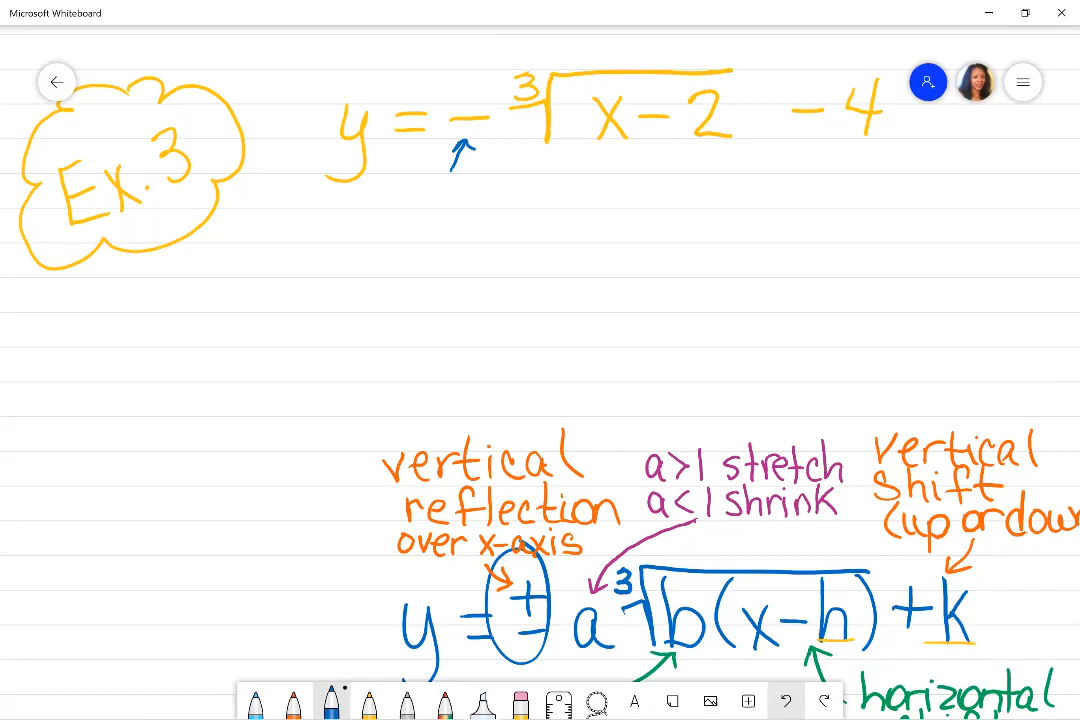 Microsoft Whiteboard
Ex. 3
y = - ∛(x - 2) - 4
vertical
reflection
over x-axis
a>1 stretch
a<1 shrink
vertical
shift
(up or down
y = ± a ∛(b(x - h)) + k
horizontal